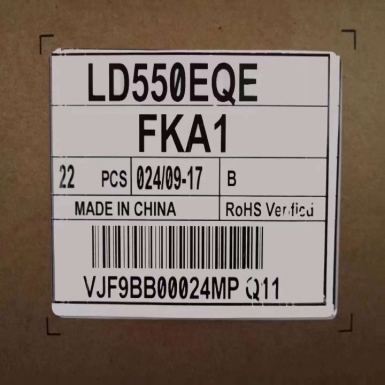 LD550EQE
FKA1
22 PCS 024/09-17 B
MADE IN CHINA RoHS Verified
VJF9BB00024MP Q11